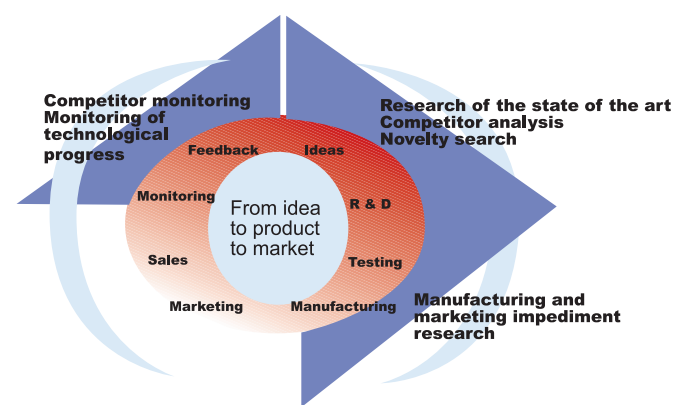 Competitor monitoring
Monitoring of
technological
progress
Research of the state of the art
Competitor analysis
Novelty search
Feedback
Ideas
Monitoring
R & D
From idea
to product
to market
Sales
Testing
Marketing
Manufacturing
Manufacturing and
marketing impediment
research